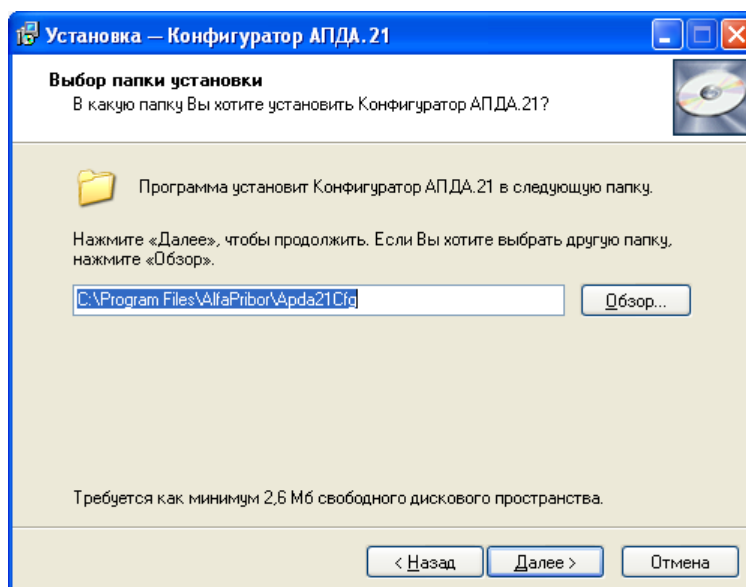 Установка — Конфигуратор АПДА.21
Выбор папки установки
В какую папку Вы хотите установить Конфигуратор АПДА.21?
Программа установит Конфигуратор АПДА.21 в следующую папку.
Нажмите «Далее», чтобы продолжить. Если Вы хотите выбрать другую папку,
нажмите «Обзор».
C:\Program Files\AlfaPribor\Apda21Cfg
Обзор...
Требуется как минимум 2,6 Мб свободного дискового пространства.
< Назад
Далее >
Отмена